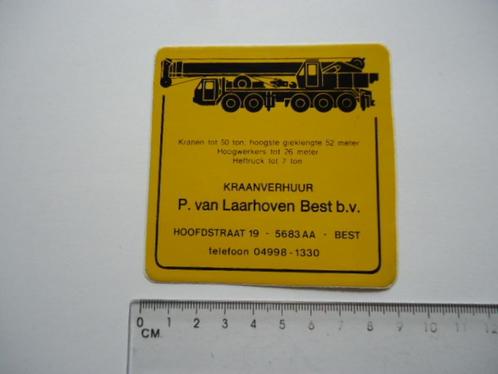 Kranen tot 50 ton, hoogste gieklengte 52 meter
Hoogwerkers tot 26 meter
Heftruck tot 7 ton
KRAANVERHUUR
P. van Laarhoven Best b.v.
HOOFDSTRAAT 19 - 5683 AA - BEST
telefoon 04998-1330
0 1 2 3 4 5 6 7 8 9 10 11 12
CM